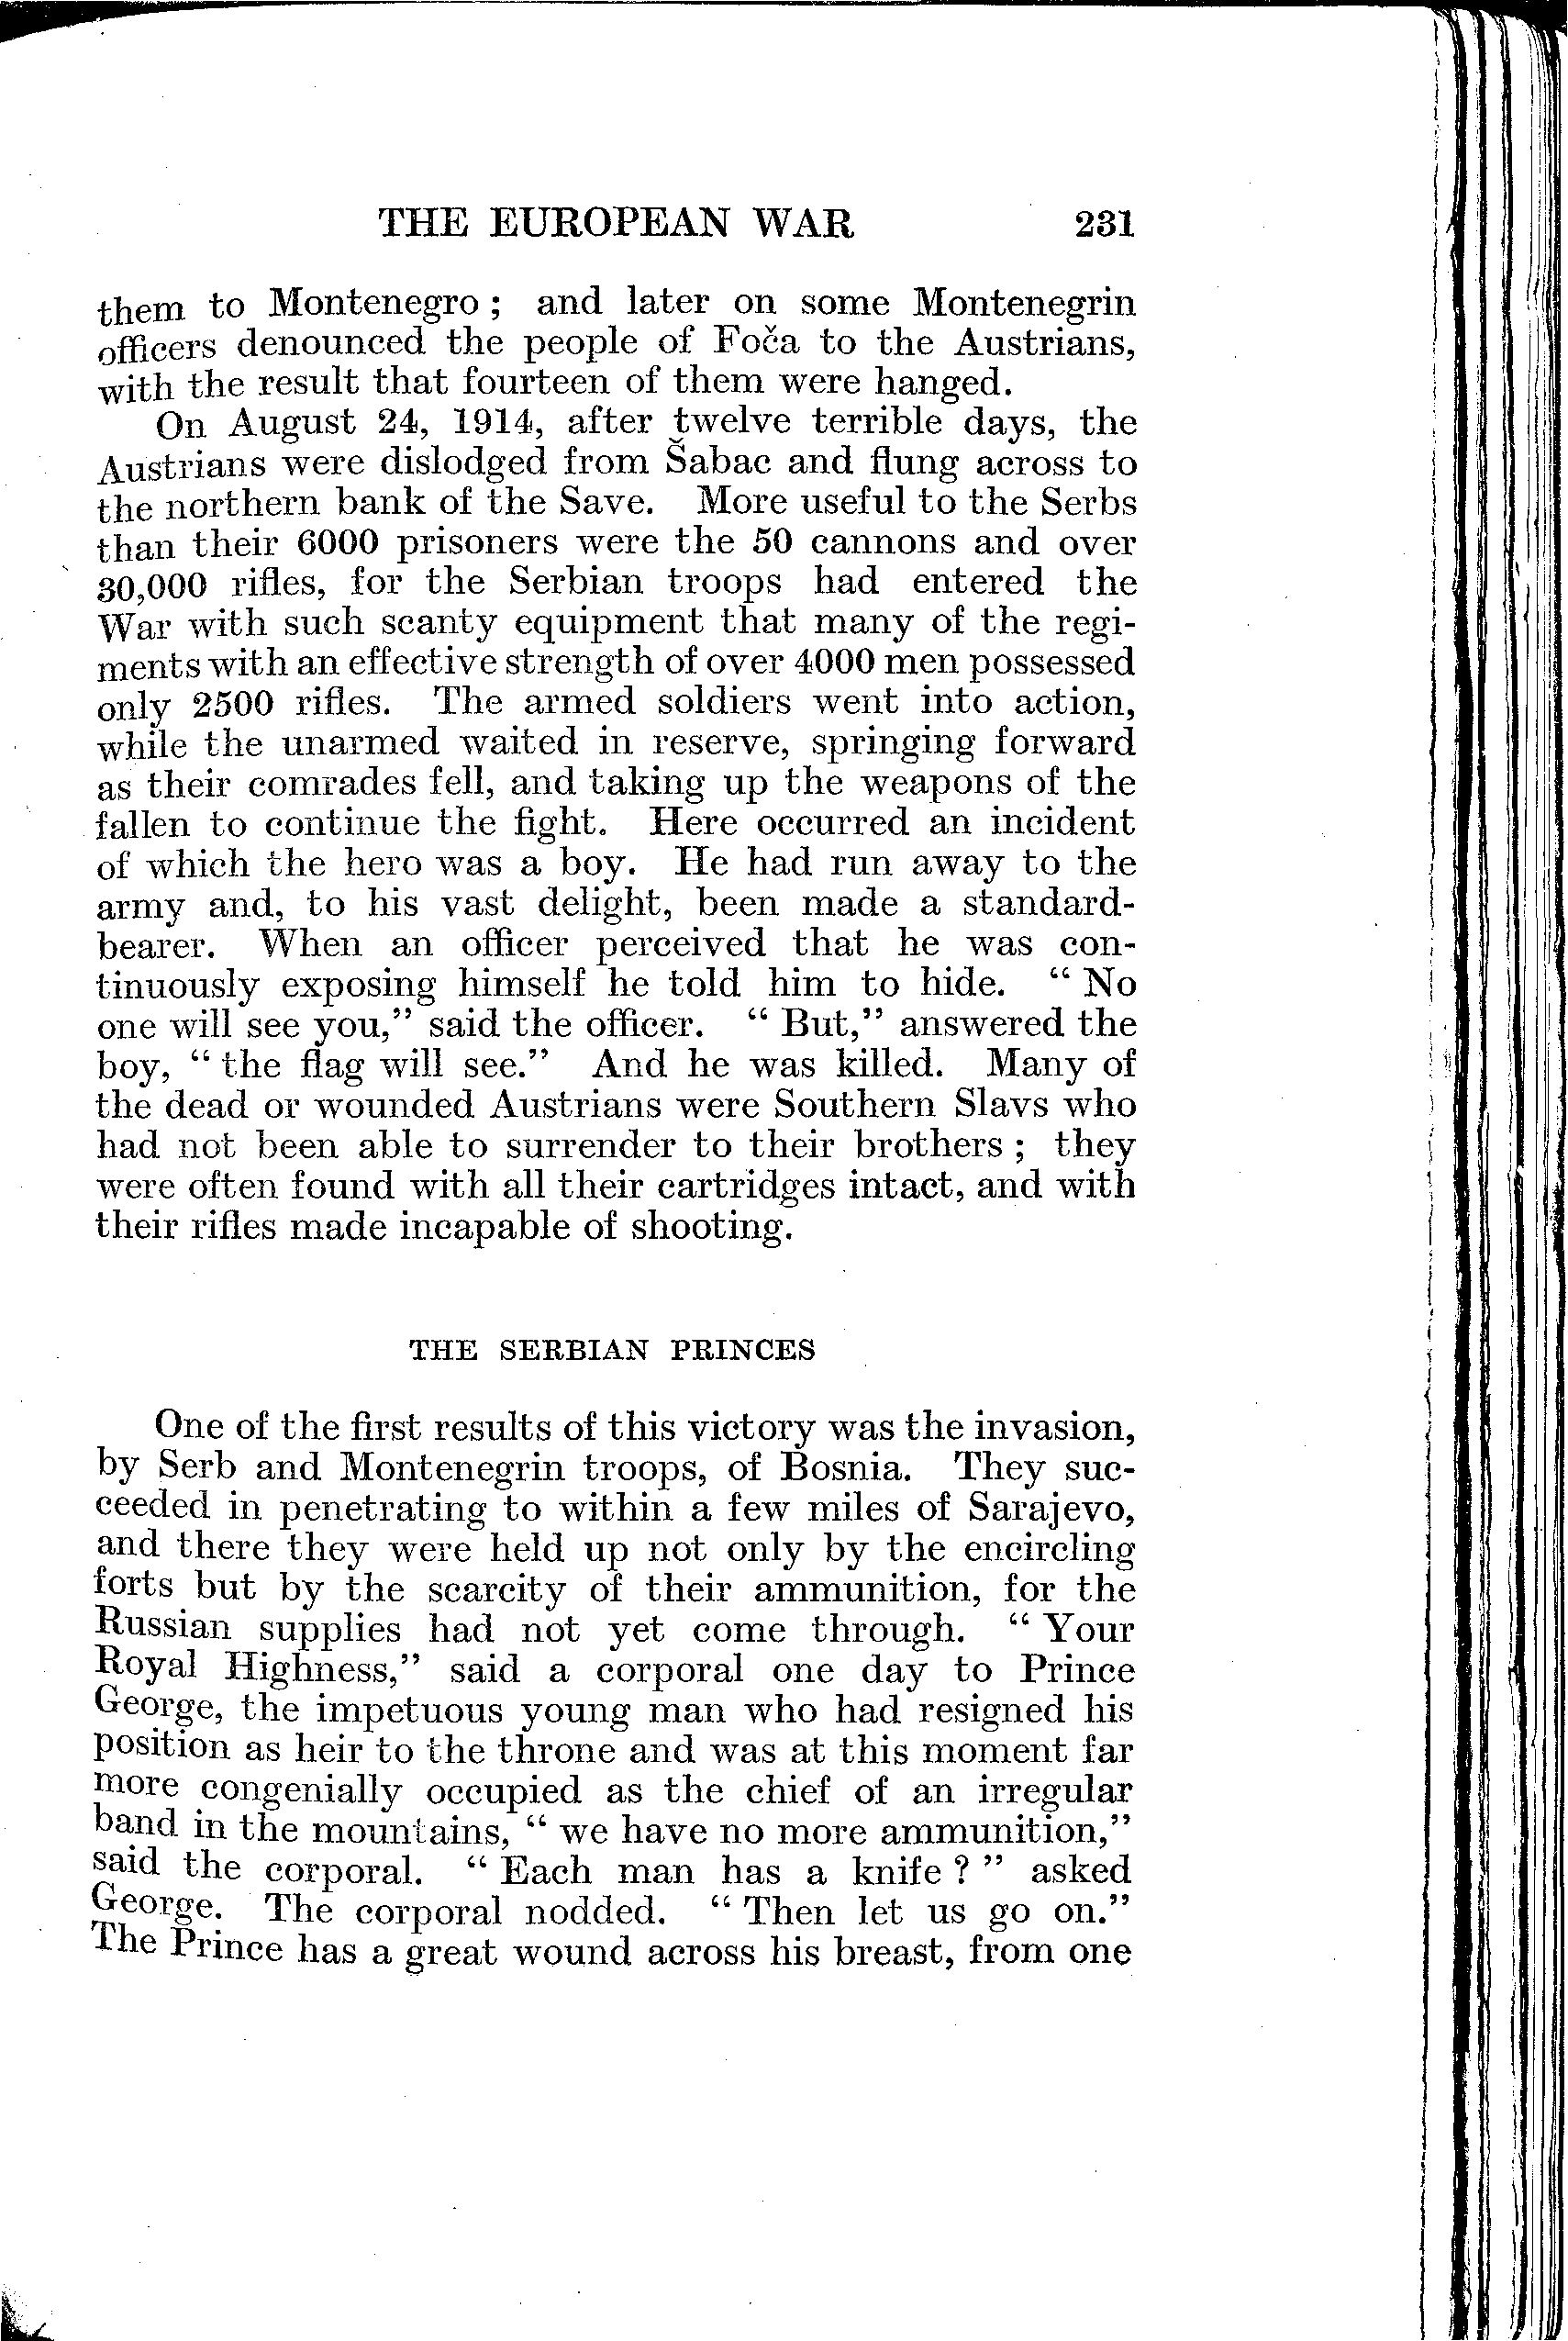 THE EUROPEAN WAR 231
them to Montenegro ; and later on some Montenegrin
officers denounced the people of Foča to the Austrians,
with the result that fourteen of them were hanged.
On August 24, 1914, after twelve terrible days, the
Austrians were dislodged from Šabac and flung across to
the northern bank of the Save. More useful to the Serbs
than their 6000 prisoners were the 50 cannons and over
30,000 rifles, for the Serbian troops had entered the
War with such scanty equipment that many of the regi-
ments with an effective strength of over 4000 men possessed
only 2500 rifles. The armed soldiers went into action,
while the unarmed waited in reserve, springing forward
as their comrades fell, and taking up the weapons of the
fallen to continue the fight. Here occurred an incident
of which the hero was a boy. He had run away to the
army and, to his vast delight, been made a standard-
bearer. When an officer perceived that he was con-
tinuously exposing himself he told him to hide. “ No
one will see you,” said the officer. “ But,” answered the
boy, “ the flag will see.” And he was killed. Many of
the dead or wounded Austrians were Southern Slavs who
had not been able to surrender to their brothers ; they
were often found with all their cartridges intact, and with
their rifles made incapable of shooting.
THE SERBIAN PRINCES
One of the first results of this victory was the invasion,
by Serb and Montenegrin troops, of Bosnia. They suc-
ceeded in penetrating to within a few miles of Sarajevo,
and there they were held up not only by the encircling
forts but by the scarcity of their ammunition, for the
Russian supplies had not yet come through. “ Your
Royal Highness,” said a corporal one day to Prince
George, the impetuous young man who had resigned his
position as heir to the throne and was at this moment far
more congenially occupied as the chief of an irregular
band in the mountains, “ we have no more ammunition,”
said the corporal. “ Each man has a knife ? ” asked
George. The corporal nodded. “ Then let us go on.”
The Prince has a great wound across his breast, from one